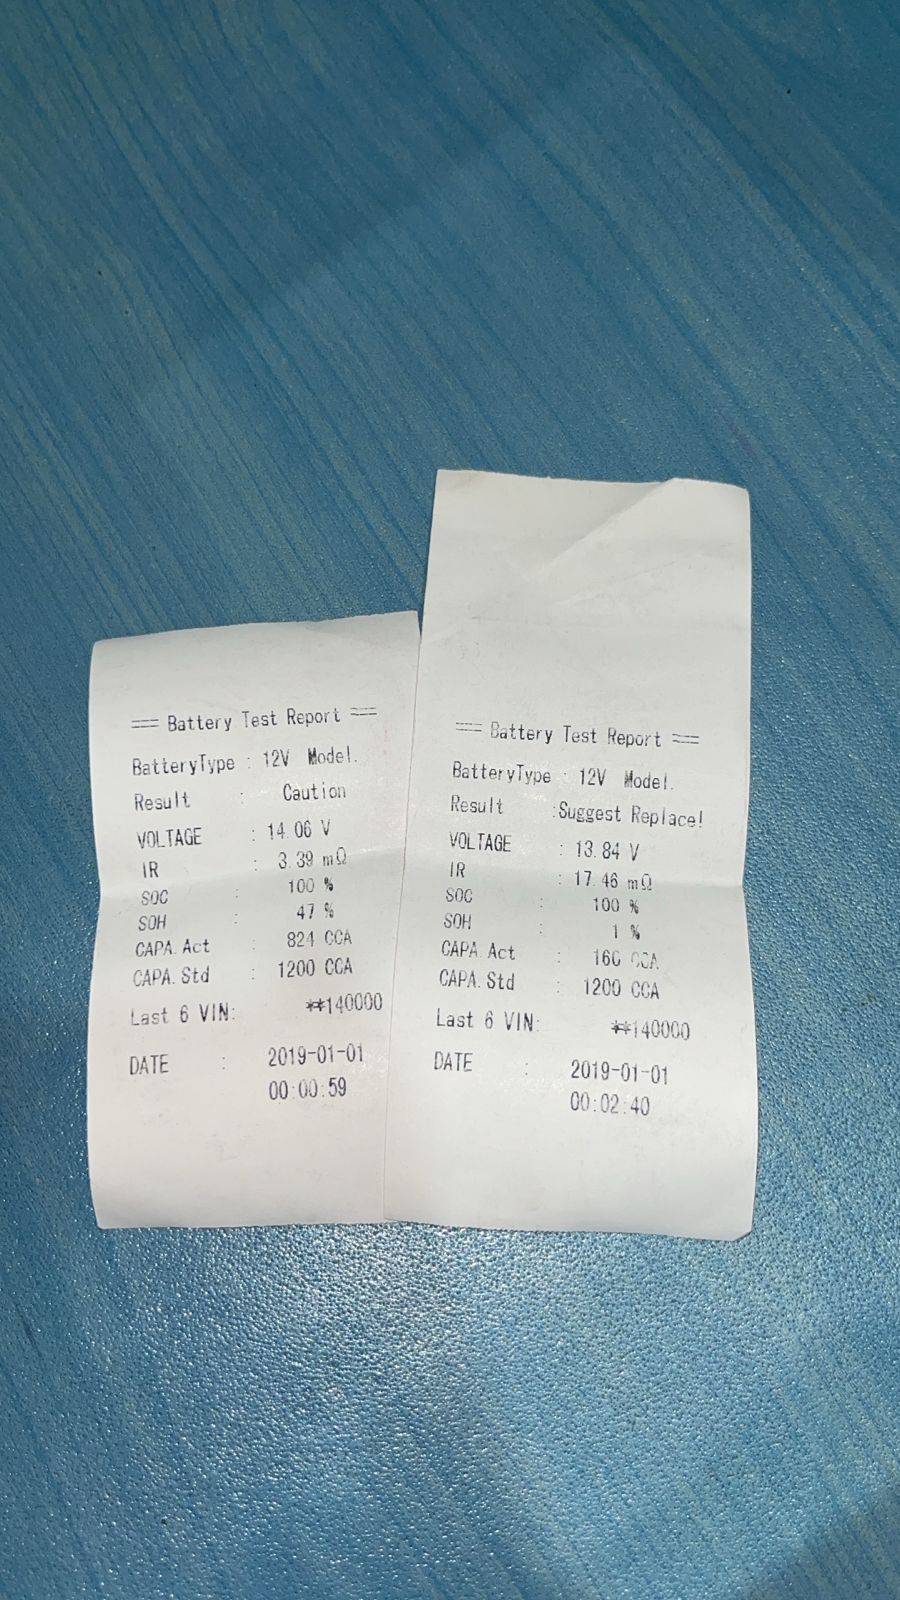 === Battery Test Report ===
BatteryType : 12V Model.
Result : Caution
VOLTAGE : 14.06 V
IR : 3.39 mΩ
SOC : 100 %
SOH : 47 %
CAPA.Act : 824 CCA
CAPA.Std : 1200 CCA
Last 6 VIN: **140000
DATE : 2019-01-01
00:00:59
=== Battery Test Report ===
BatteryType : 12V Model.
Result :Suggest Replace!
VOLTAGE : 13.84 V
IR : 17.46 mΩ
SOC : 100 %
SOH : 1 %
CAPA.Act : 160 CCA
CAPA.Std : 1200 CCA
Last 6 VIN: **140000
DATE : 2019-01-01
00:02:40